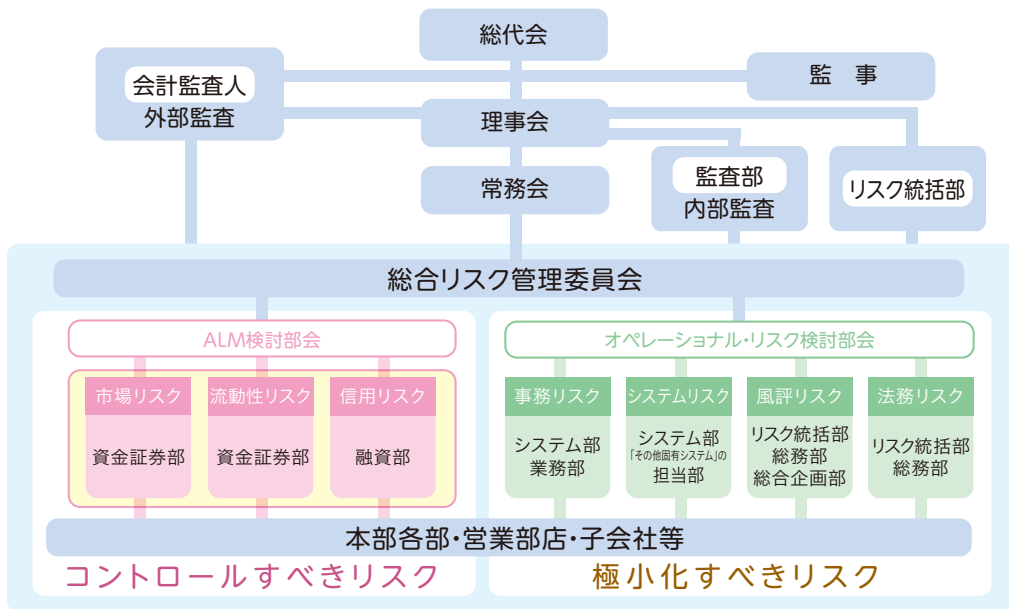 総代会
会計監査人
外部監査
監 事
理事会
常務会
監査部
内部監査
リスク統括部
総合リスク管理委員会
ALM検討部会
オペレーショナル・リスク検討部会
市場リスク
資金証券部
流動性リスク
資金証券部
信用リスク
融資部
事務リスク
システム部
業務部
システムリスク
システム部
「その他固有システム」の
担当部
風評リスク
リスク統括部
総務部
総合企画部
法務リスク
リスク統括部
総務部
本部各部・営業部店・子会社等
コントロールすべきリスク
極小化すべきリスク